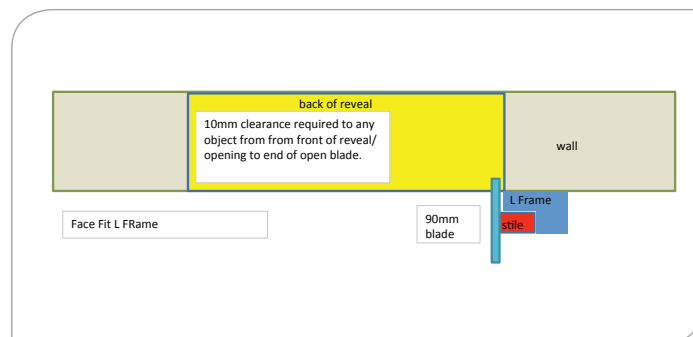 back of reveal
10mm clearance required to any
object from from front of reveal/
opening to end of open blade.
wall
L Frame
stile
90mm
blade
Face Fit L FRame